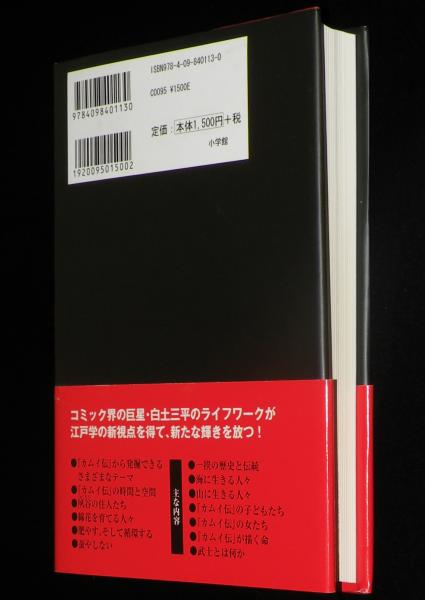 ISBN978-4-09-840113-0
9784098401130
C0095 ¥1500E
定価：本体1,500円＋税
小学館
1920095015002
コミック界の巨星・白土三平のライフワークが
江戸学の新視点を得て、新たな輝きを放つ！
主な内容
●『カムイ伝』から発掘できる
さまざまなテーマ
●『カムイ伝』の時間と空間
●夙谷の住人たち
●綿花を育てる人々
●肥やす、そして循環する
●蚕やしない
●一揆の歴史と伝統
●海に生きる人々
●山に生きる人々
●『カムイ伝』の子どもたち
●『カムイ伝』の女たち
●『カムイ伝』が描く命
●武士とは何か